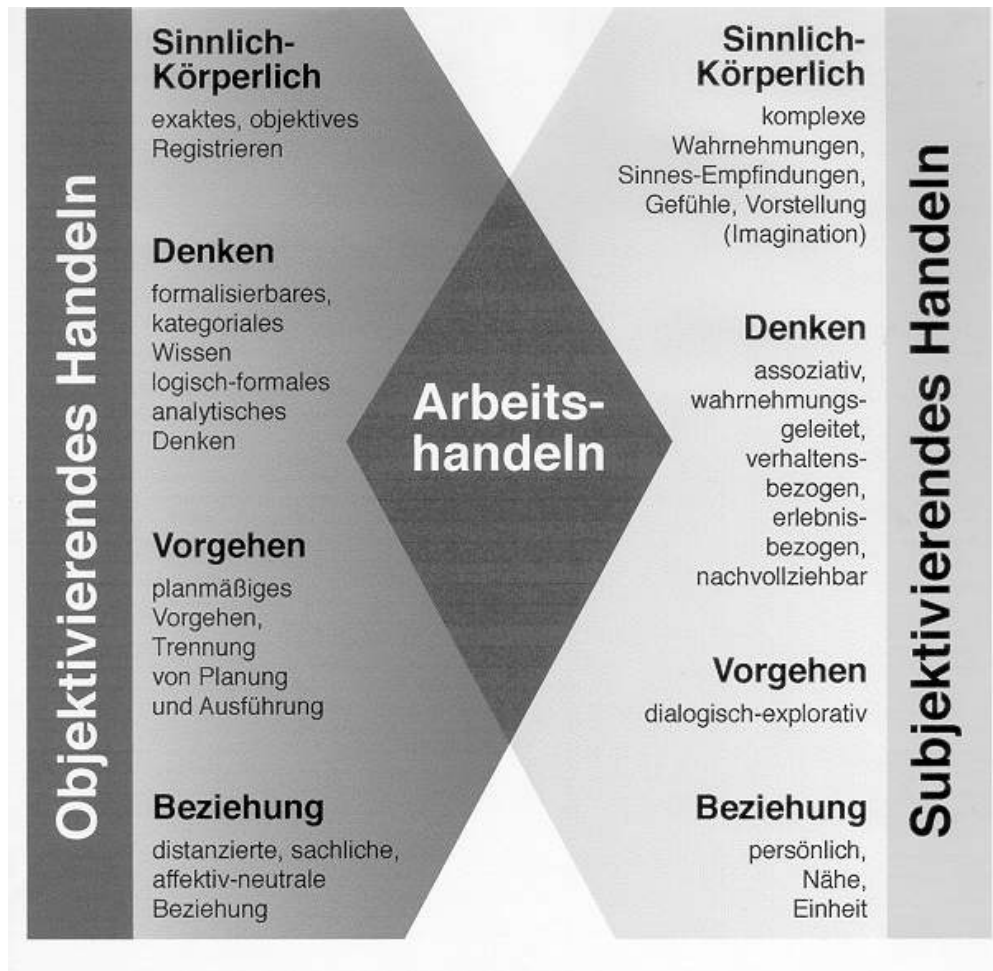 Objektivierendes Handeln
Sinnlich-
Körperlich
exaktes, objektives
Registrieren
Denken
formalisierbares,
kategoriales
Wissen
logisch-formales
analytisches
Denken
Vorgehen
planmäßiges
Vorgehen,
Trennung
von Planung
und Ausführung
Beziehung
distanzierte, sachliche,
affektiv-neutrale
Beziehung
Arbeits-
handeln
Sinnlich-
Körperlich
komplexe
Wahrnehmungen,
Sinnes-Empfindungen,
Gefühle, Vorstellung
(Imagination)
Denken
assoziativ,
wahrnehmungs-
geleitet,
verhaltens-
bezogen,
erlebnis-
bezogen,
nachvollziehbar
Vorgehen
dialogisch-explorativ
Beziehung
persönlich,
Nähe,
Einheit
Subjektivierendes Handeln